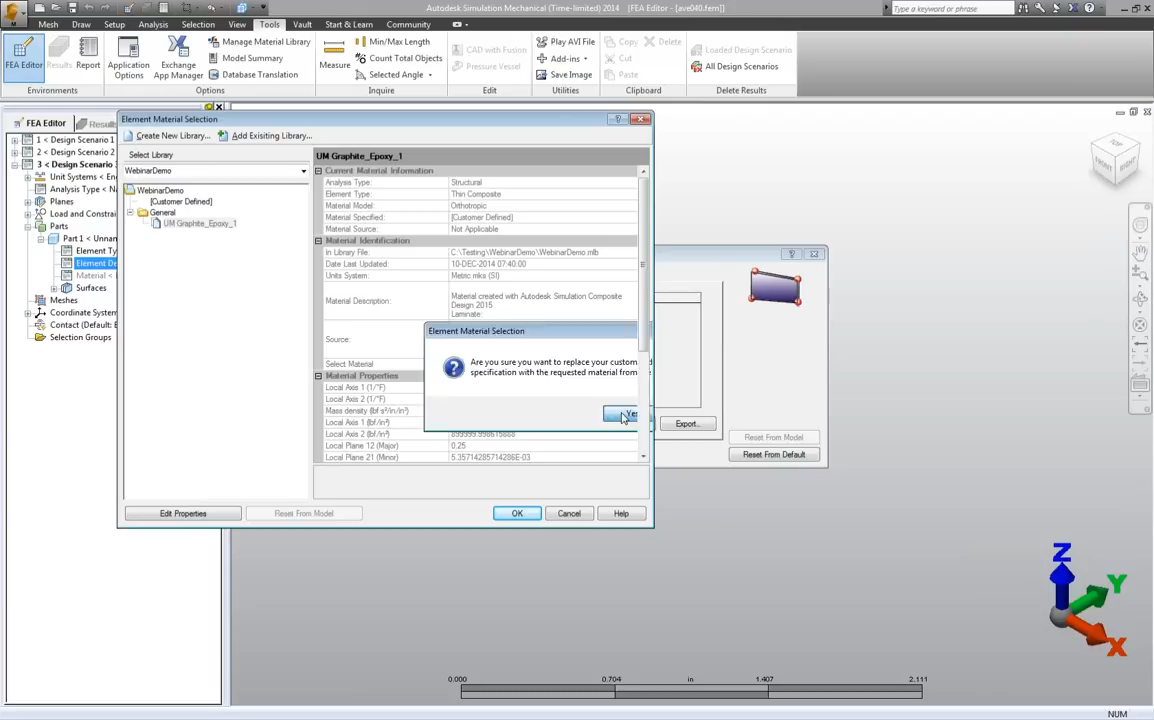 Autodesk Simulation Mechanical (Time-limited) 2014 - [FEA Editor] - [ave040.fem]]
Type a keyword or phrase
Mesh Draw Setup Analysis Selection View Tools Vault Start & Learn Community
FEA Editor
Results
Report
Environments
Application Options
Exchange App Manager
Manage Material Library
Model Summary
Database Translation
Options
Measure
Min/Max Length
Count Total Objects
Selected Angle
Inquire
CAD with Fusion
Pressure Vessel
Edit
Play AVI File
Add-ins
Save Image
Utilities
Copy
Delete
Cut
Paste
Clipboard
Loaded Design Scenario
All Design Scenarios
Delete Results
FEA Editor
Results
1 < Design Scenario 1
2 < Design Scenario 2
3 < Design Scenario
Unit Systems < En
Analysis Type < N
Planes
Load and Constra
Parts
Part 1 < Unnam
Element Ty
Element De
Material <
Surfaces
Meshes
Coordinate System
Contact (Default: B
Selection Groups
Element Material Selection
Create New Library...
Add Exisiting Library...
Select Library
WebinarDemo
WebinarDemo
[Customer Defined]
General
UM Graphite_Epoxy_1
UM Graphite_Epoxy_1
Current Material Information
Analysis Type: Structural
Element Type: Thin Composite
Material Model: Orthotropic
Material Specified: [Customer Defined]
Material Source: Not Applicable
Material Identification
In Library File: C:\Testing\WebinarDemo\WebinarDemo.mlb
Date Last Updated: 10-DEC-2014 07:40:00
Units System: Metric mks (SI)
Material Description: Material created with Autodesk Simulation Composite
Design 2015
Laminate:
Source:
Select Material
Material Properties
Local Axis 1 (1/°F)
Local Axis 2 (1/°F)
Mass density (lbf·s²/in/in³)
Local Axis 1 (lbf/in²)
Local Axis 2 (lbf/in²) 899999.998615888
Local Plane 12 (Major) 0.25
Local Plane 21 (Minor) 5.35714285714286E-03
Element Material Selection
Are you sure you want to replace your custom
specification with the requested material from
Yes
Edit Properties
Reset From Model
OK
Cancel
Help
Export...
Reset From Model
Reset From Default
TOP
FRONT
RIGHT
Z
Y
X
0.000 0.704 in 1.407 2.111
NUM